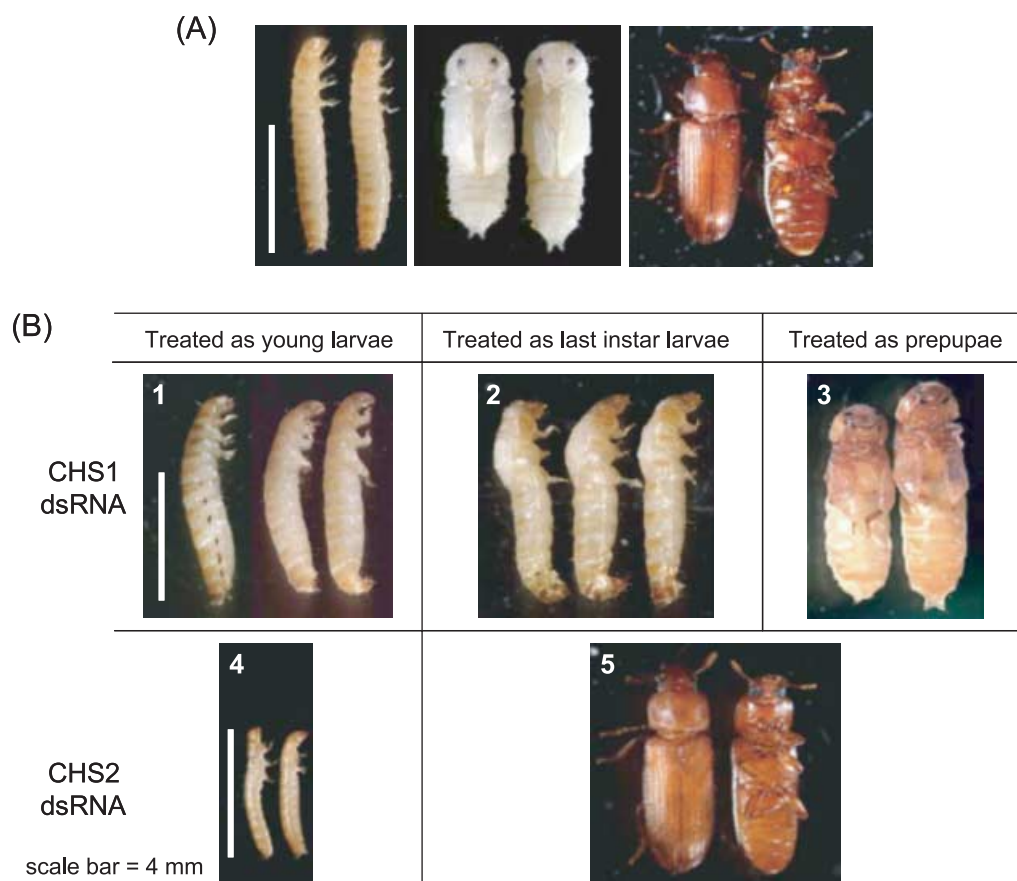 (A)
(B)
Treated as young larvae
Treated as last instar larvae
Treated as prepupae
CHS1
dsRNA
1
2
3
CHS2
dsRNA
4
5
scale bar = 4 mm